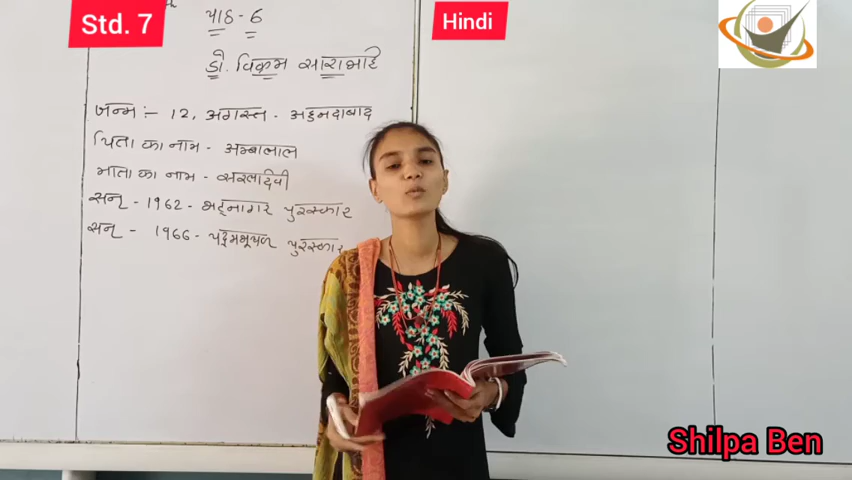 Std. 7
Hindi
પાઠ - 6
डॉ. विक्रम साराभाई
जन्म :- 12, अगस्त - अहमदाबाद
पिता का नाम - अम्बालाल
माता का नाम - सरलादेवी
सन् - 1962 - भटनागर पुरस्कार
सन् - 1966 - पद्मभूषण पुरस्कार
Shilpa Ben